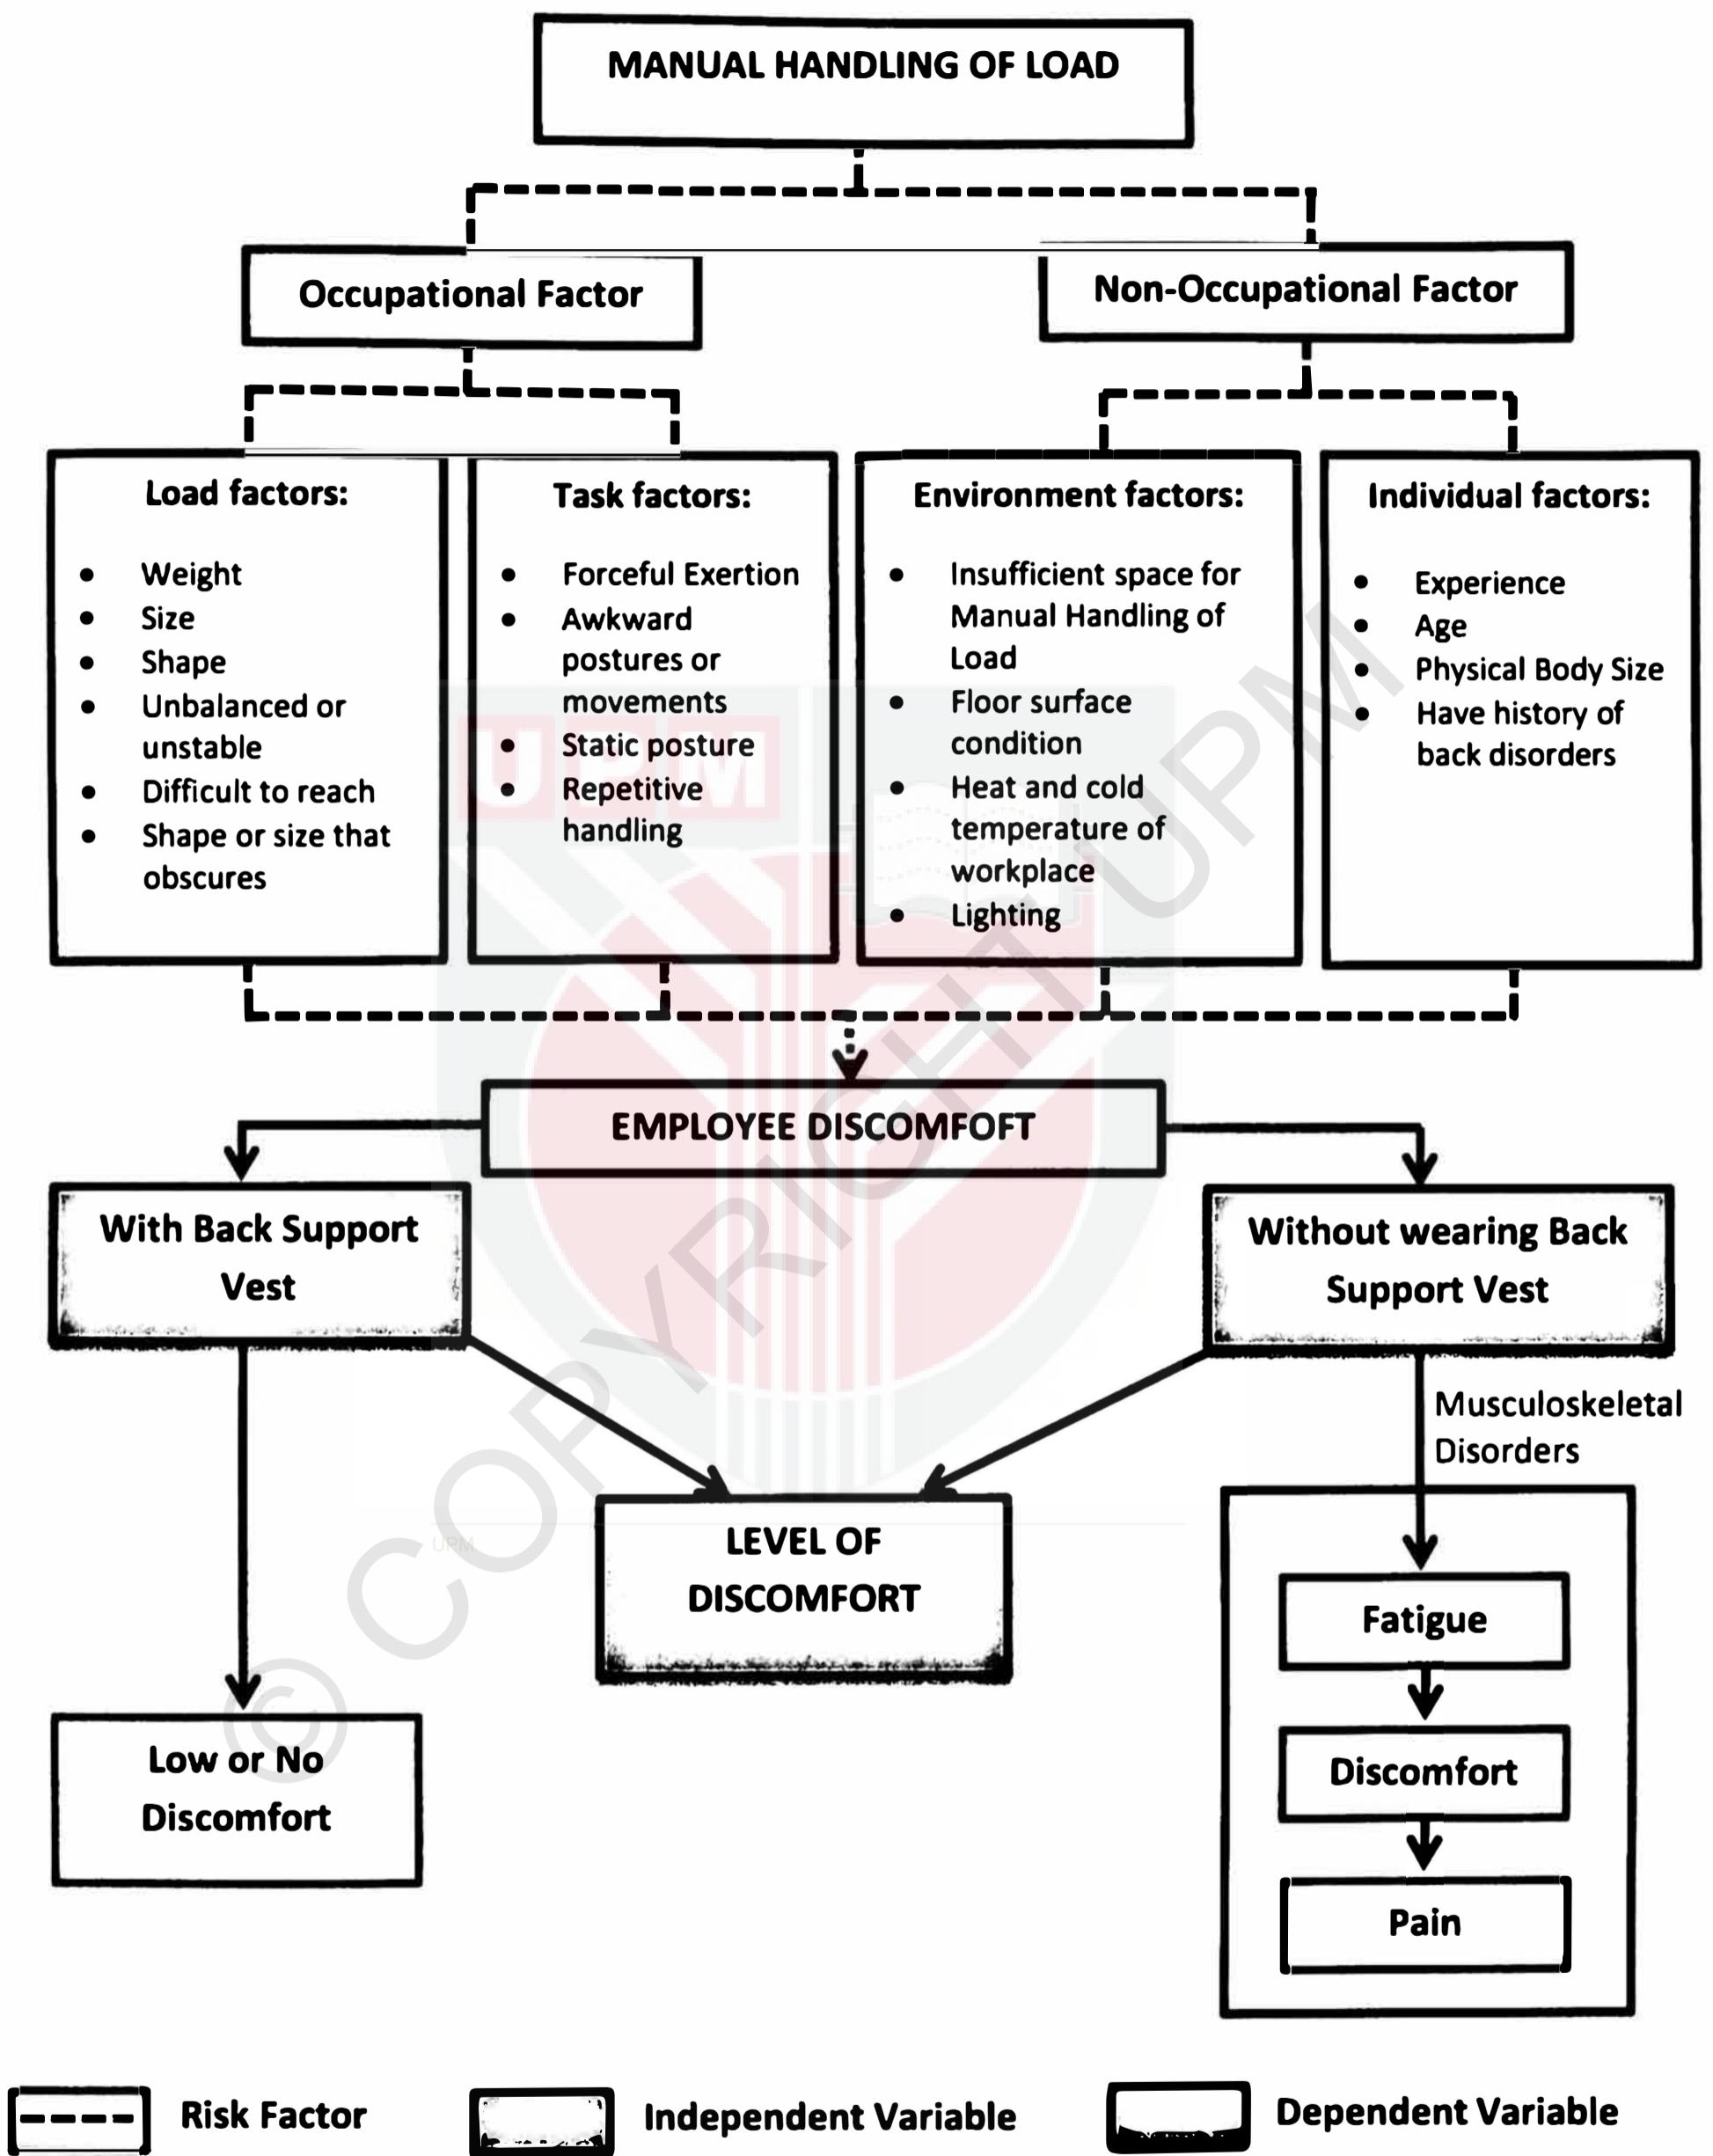 MANUAL HANDLING OF LOAD
Occupational Factor
Non-Occupational Factor
Load factors:
• Weight
• Size
• Shape
• Unbalanced or
unstable
• Difficult to reach
• Shape or size that
obscures
Task factors:
• Forceful Exertion
• Awkward
postures or
movements
• Static posture
• Repetitive
handling
Environment factors:
• Insufficient space for
Manual Handling of
Load
• Floor surface
condition
• Heat and cold
temperature of
workplace
• Lighting
Individual factors:
• Experience
• Age
• Physical Body Size
• Have history of
back disorders
UPM
EMPLOYEE DISCOMFOFT
With Back Support
Vest
Without wearing Back
Support Vest
Musculoskeletal
Disorders
LEVEL OF
DISCOMFORT
UPM
Fatigue
Discomfort
Pain
Low or No
Discomfort
© COPYRIGHT UPM
Risk Factor
Independent Variable
Dependent Variable